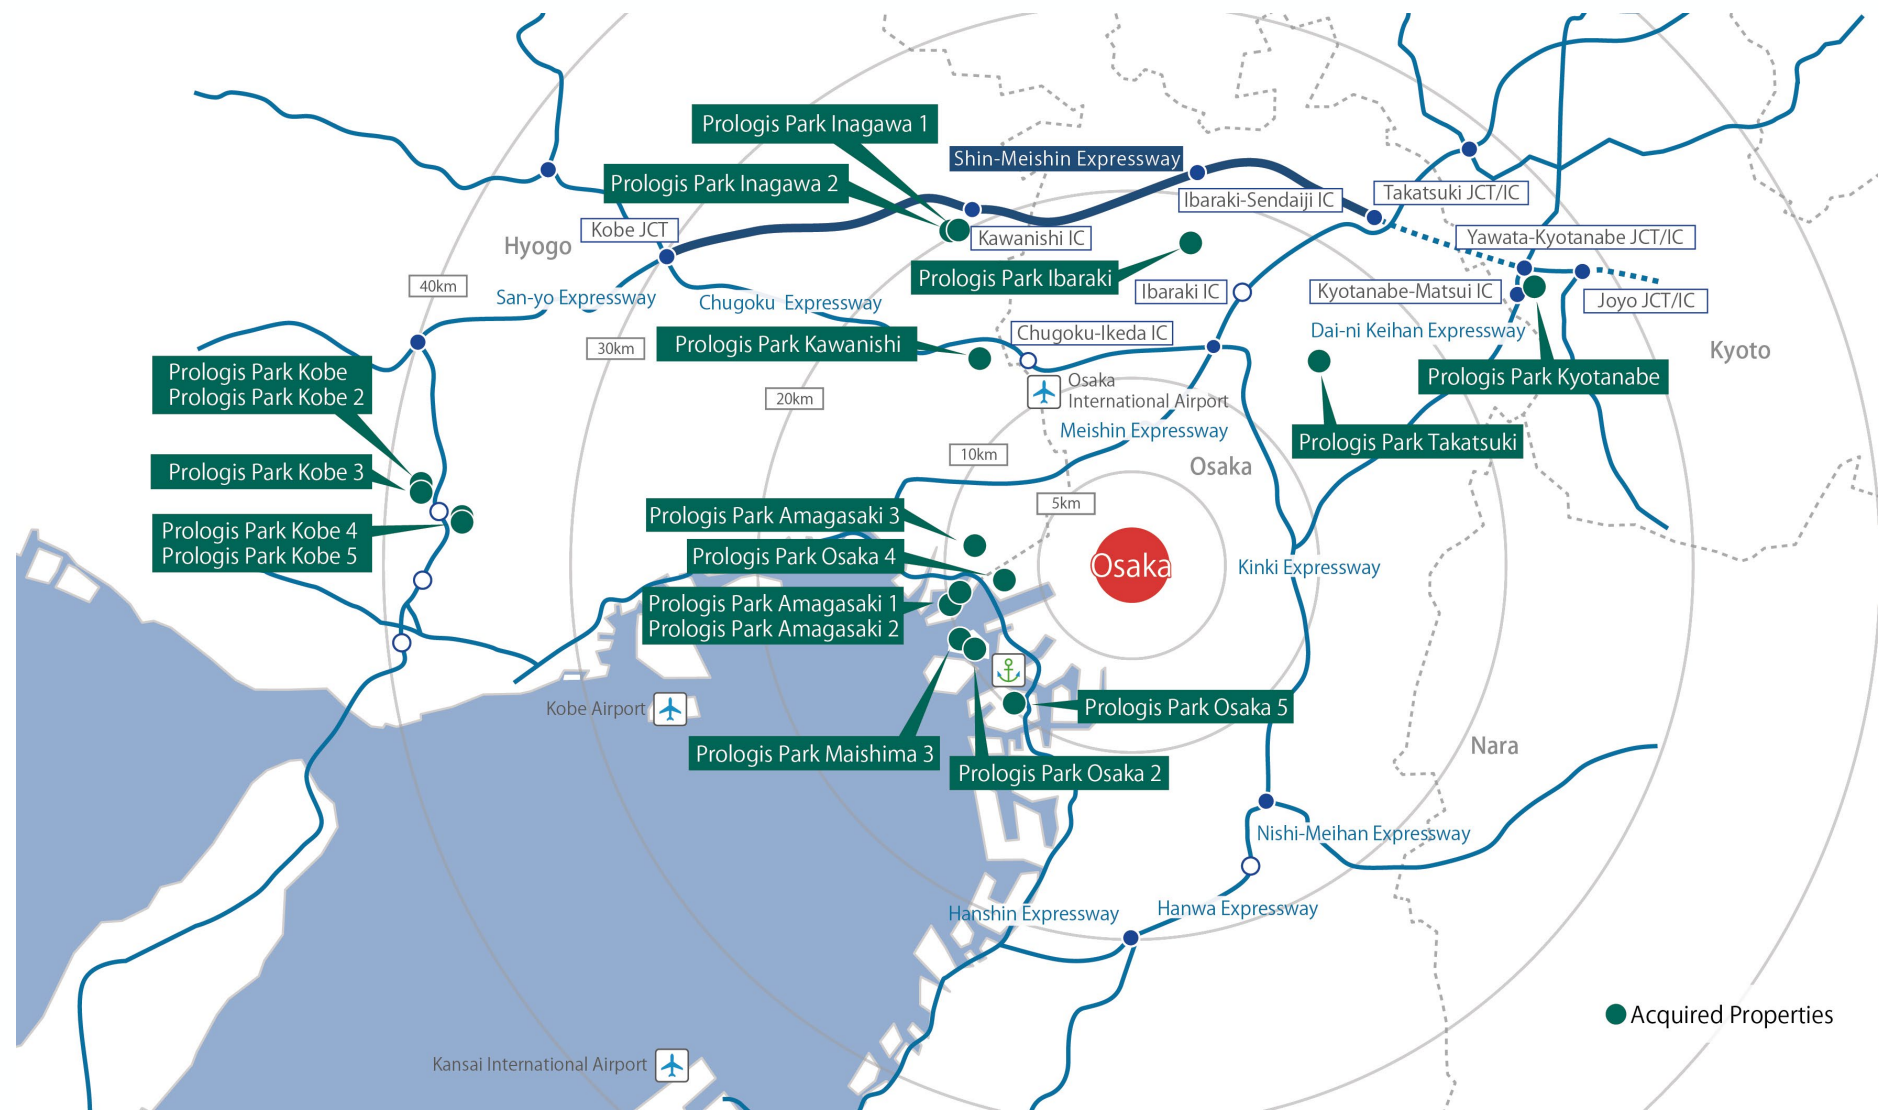 Prologis Park Inagawa 1
Shin-Meishin Expressway
Prologis Park Inagawa 2
Ibaraki-Sendaiji IC
Takatsuki JCT/IC
Kobe JCT
Kawanishi IC
Yawata-Kyotanabe JCT/IC
Hyogo
Prologis Park Ibaraki
40km
San-yo Expressway
Chugoku Expressway
Ibaraki IC
Kyotanabe-Matsui IC
Joyo JCT/IC
Dai-ni Keihan Expressway
30km
Prologis Park Kawanishi
Chugoku-Ikeda IC
Kyoto
Prologis Park Kobe
Prologis Park Kobe 2
Osaka
International Airport
Prologis Park Kyotanabe
20km
Meishin Expressway
Prologis Park Takatsuki
10km
Osaka
Prologis Park Kobe 3
5km
Prologis Park Amagasaki 3
Prologis Park Kobe 4
Prologis Park Kobe 5
Prologis Park Osaka 4
Osaka
Kinki Expressway
Prologis Park Amagasaki 1
Prologis Park Amagasaki 2
Kobe Airport
Prologis Park Osaka 5
Prologis Park Maishima 3
Prologis Park Osaka 2
Nara
Nishi-Meihan Expressway
Hanshin Expressway
Hanwa Expressway
Acquired Properties
Kansai International Airport